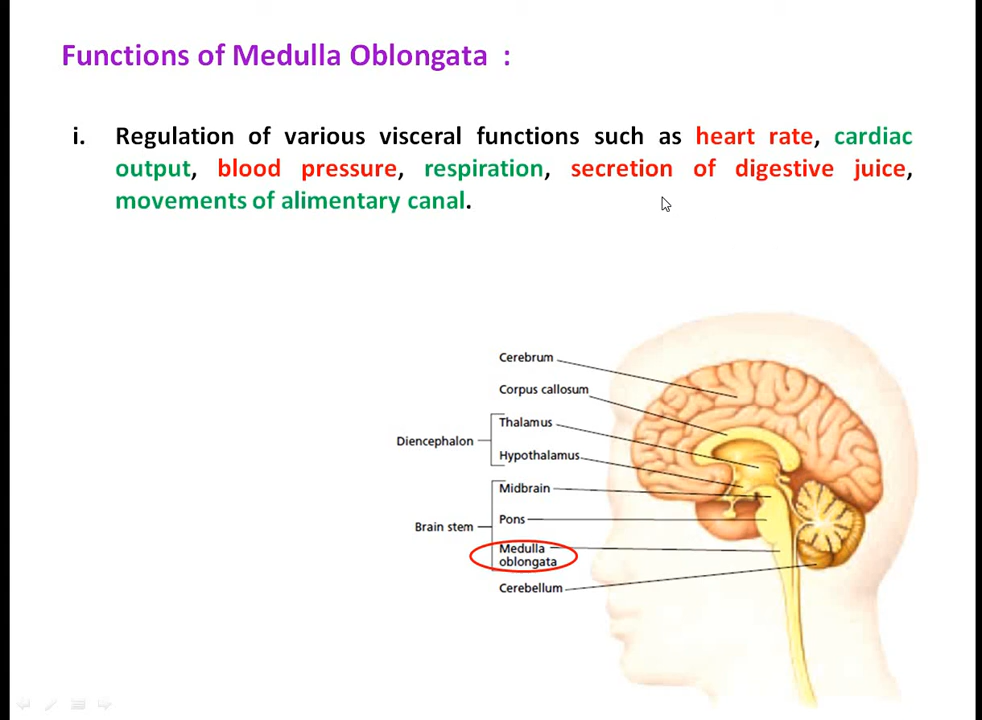 Functions of Medulla Oblongata :
i. Regulation of various visceral functions such as heart rate, cardiac
output, blood pressure, respiration, secretion of digestive juice,
movements of alimentary canal.
Cerebrum
Corpus callosum
Thalamus
Diencephalon
Hypothalamus
Midbrain
Pons
Brain stem
Medulla
oblongata
Cerebellum